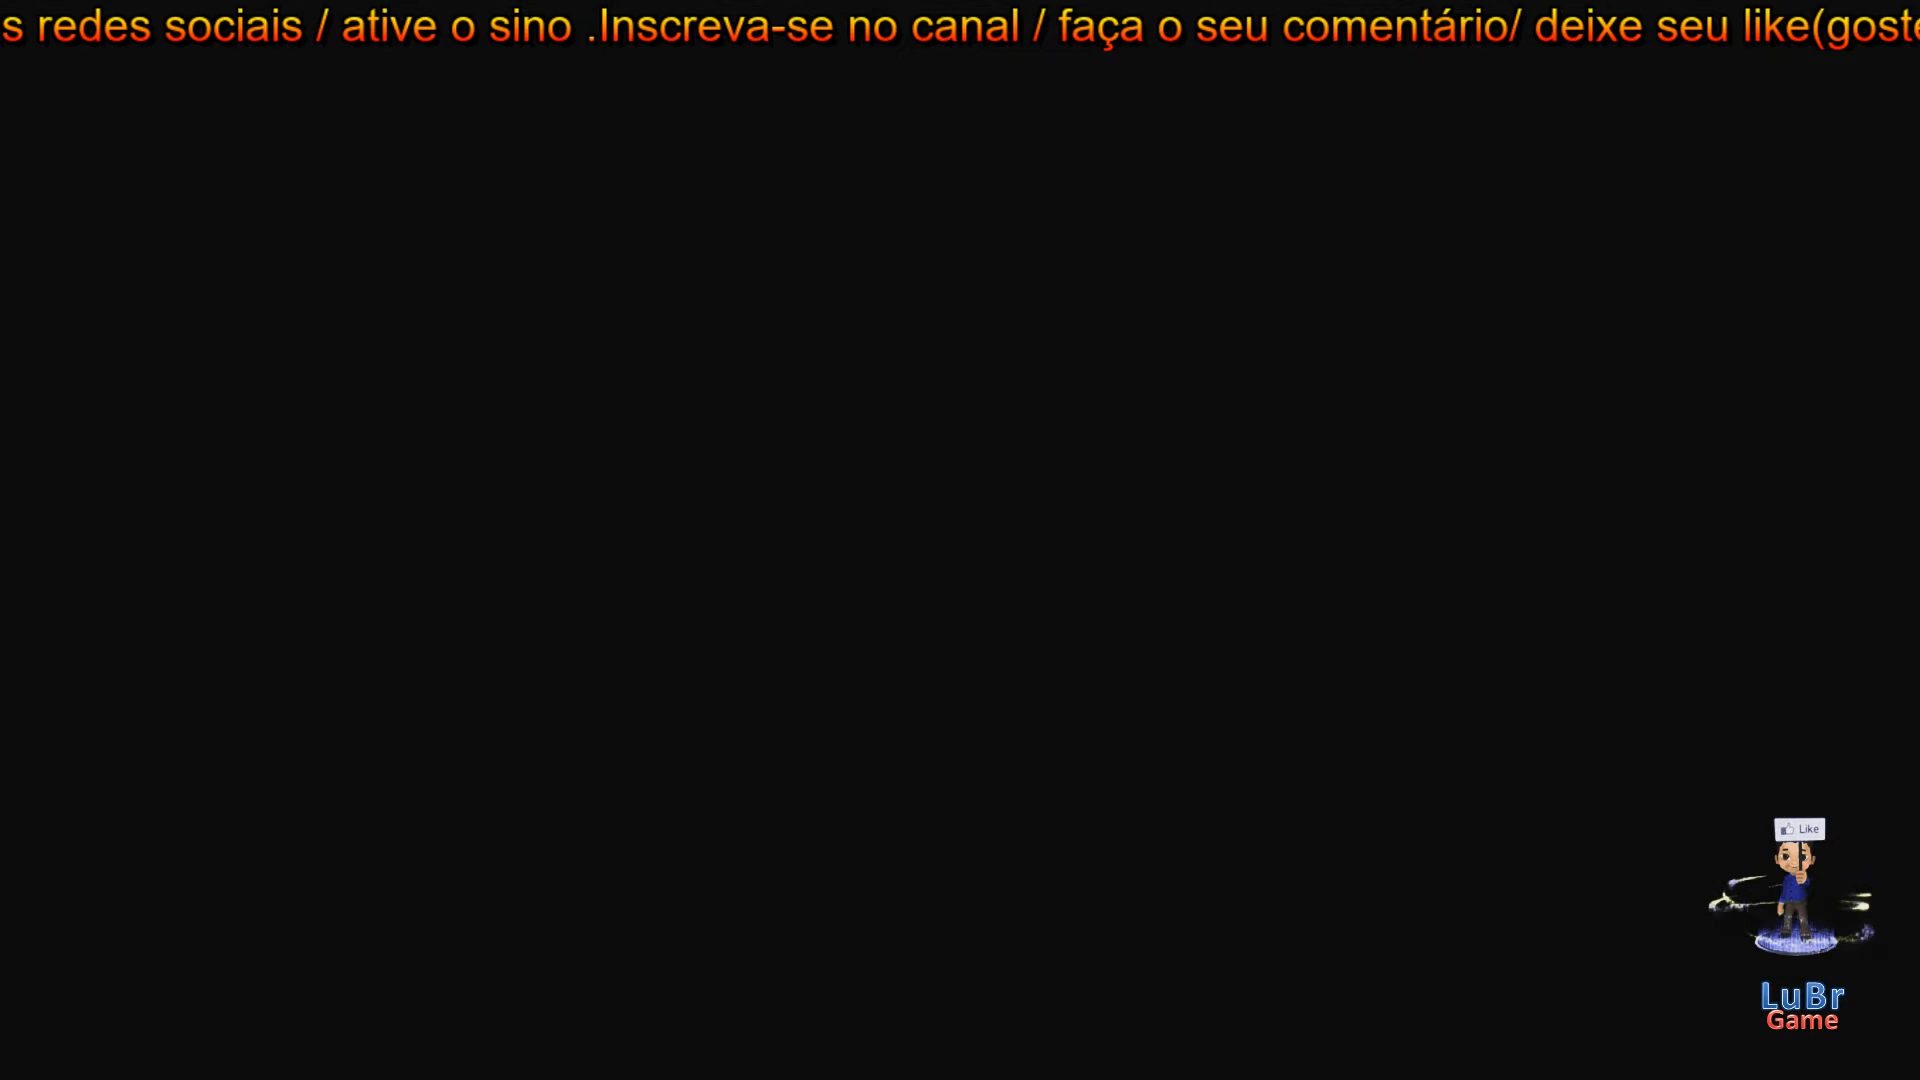 s redes sociais / ative o sino .Inscreva-se no canal / faça o seu comentário/ deixe seu like(goste
Like
LuBr
Game